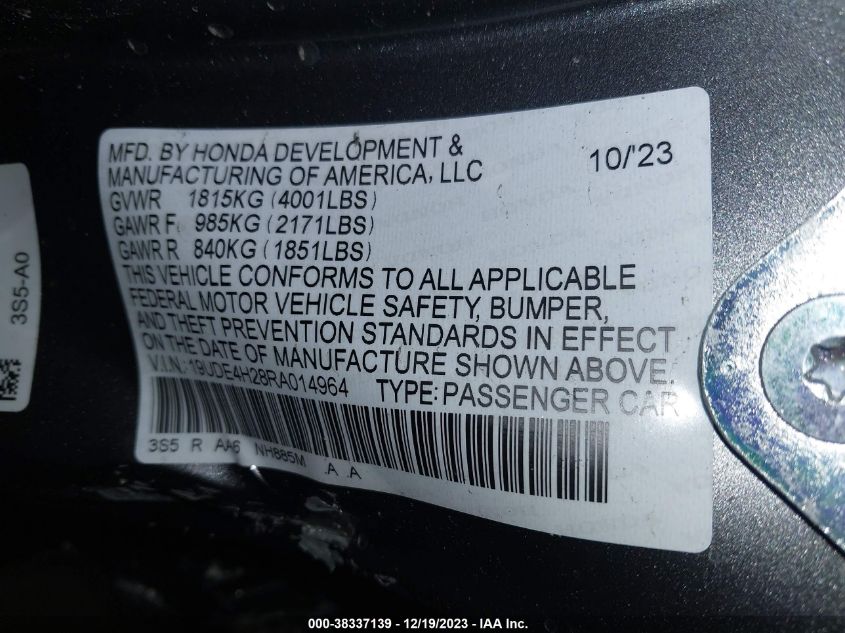 MFD. BY HONDA DEVELOPMENT & 
MANUFACTURING OF AMERICA, LLC
10/'23
GVWR 1815KG (4001LBS)
GAWR F 985KG (2171LBS)
GAWR R 840KG (1851LBS)
THIS VEHICLE CONFORMS TO ALL APPLICABLE
FEDERAL MOTOR VEHICLE SAFETY, BUMPER,
AND THEFT PREVENTION STANDARDS IN EFFECT
ON THE DATE OF MANUFACTURE SHOWN ABOVE.
V.I.N.: 19UDE4H28RA014964 TYPE: PASSENGER CAR
3S5 R AA6 NH885M A A
3S5-A0
000-38337139 - 12/19/2023 - © IAA Inc.